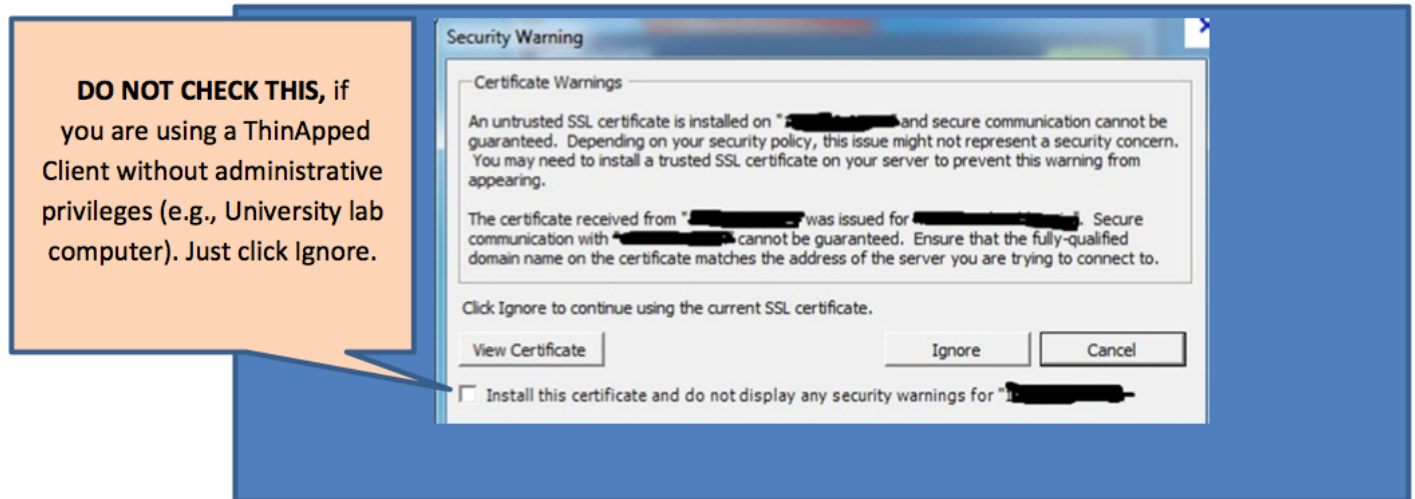 DO NOT CHECK THIS, if
you are using a ThinApped
Client without administrative
privileges (e.g., University lab
computer). Just click Ignore.
Security Warning
Certificate Warnings
An untrusted SSL certificate is installed on " and secure communication cannot be
guaranteed. Depending on your security policy, this issue might not represent a security concern.
You may need to install a trusted SSL certificate on your server to prevent this warning from
appearing.
The certificate received from " was issued for ". Secure
communication with " cannot be guaranteed. Ensure that the fully-qualified
domain name on the certificate matches the address of the server you are trying to connect to.
Click Ignore to continue using the current SSL certificate.
View Certificate
Ignore
Cancel
Install this certificate and do not display any security warnings for "